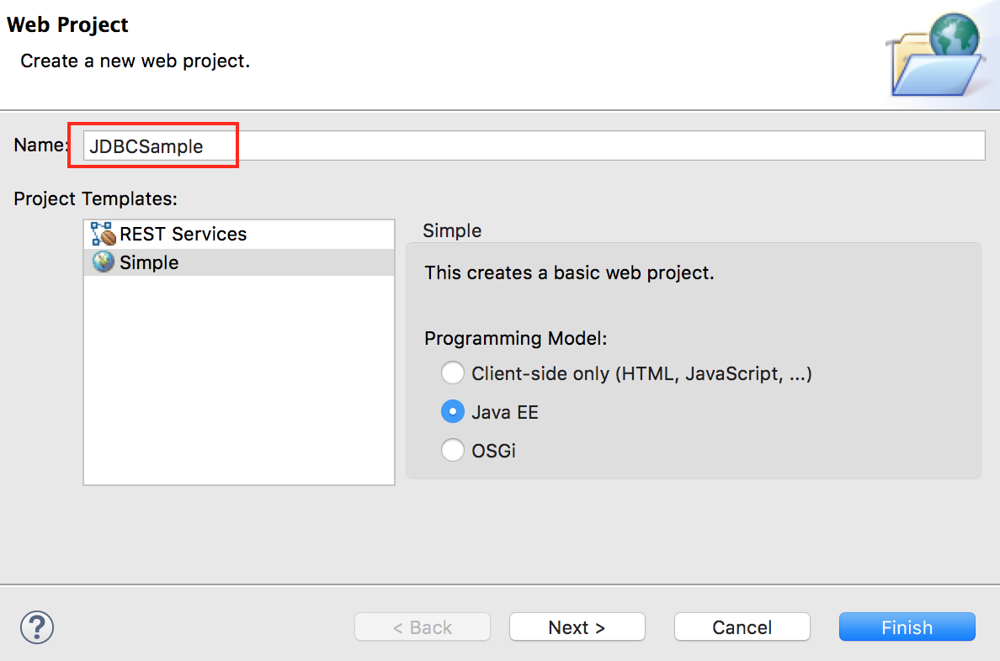 Web Project
Create a new web project.
Name: JDBCSample
Project Templates:
REST Services
Simple
Simple
This creates a basic web project.
Programming Model:
Client-side only (HTML, JavaScript, ...)
Java EE
OSGi
? < Back Next > Cancel Finish